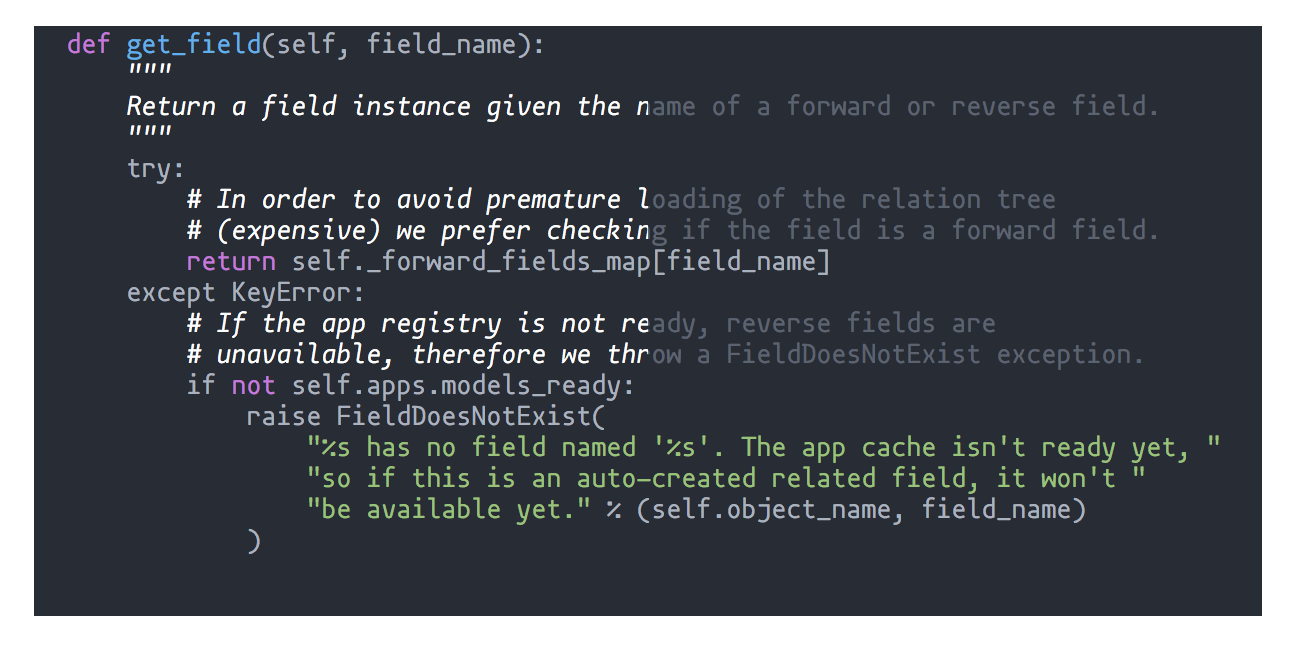 def get_field(self, field_name):
"""
Return a field instance given the name of a forward or reverse field.
"""
try:
# In order to avoid premature loading of the relation tree
# (expensive) we prefer checking if the field is a forward field.
return self._forward_fields_map[field_name]
except KeyError:
# If the app registry is not ready, reverse fields are
# unavailable, therefore we throw a FieldDoesNotExist exception.
if not self.apps.models_ready:
raise FieldDoesNotExist(
"%s has no field named '%s'. The app cache isn't ready yet, "
"so if this is an auto-created related field, it won't "
"be available yet." % (self.object_name, field_name)
)